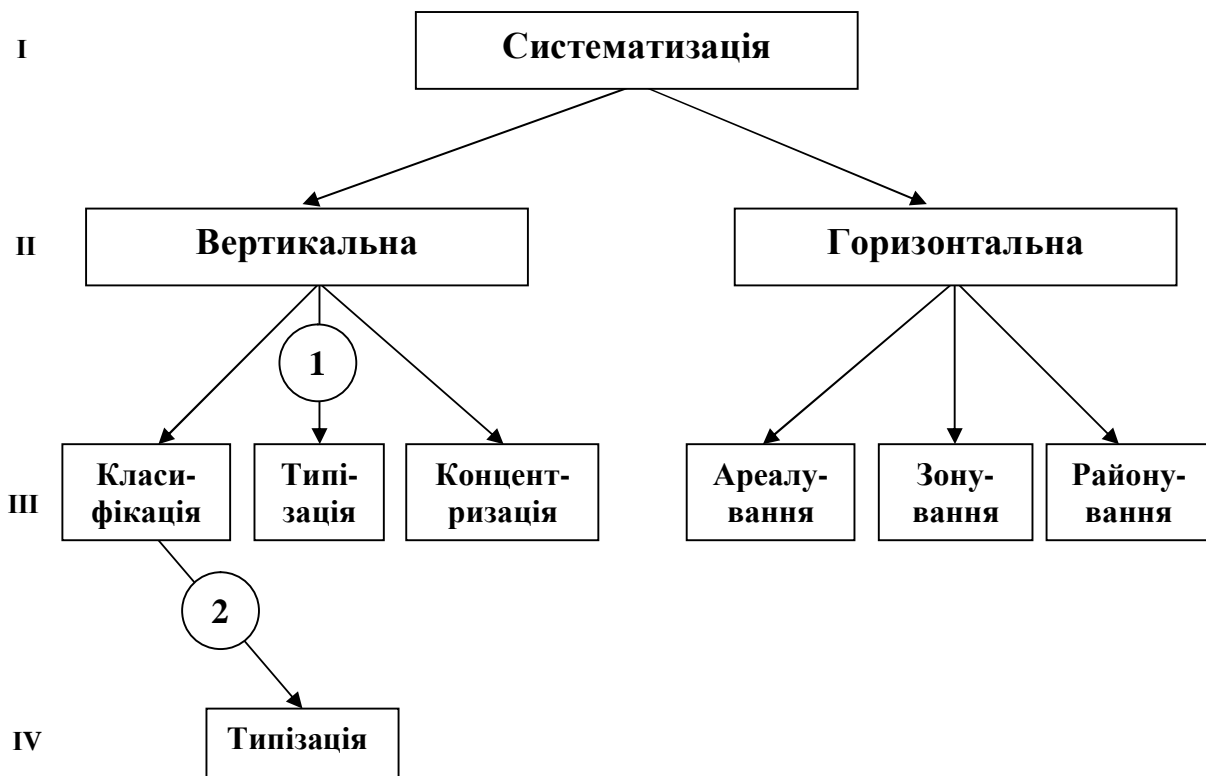 I
Систематизація
II
Вертикальна
Горизонтальна
1
III
Класи-
фікація
Типі-
зація
Концент-
ризація
Ареалу-
вання
Зону-
вання
Району-
вання
2
IV
Типізація